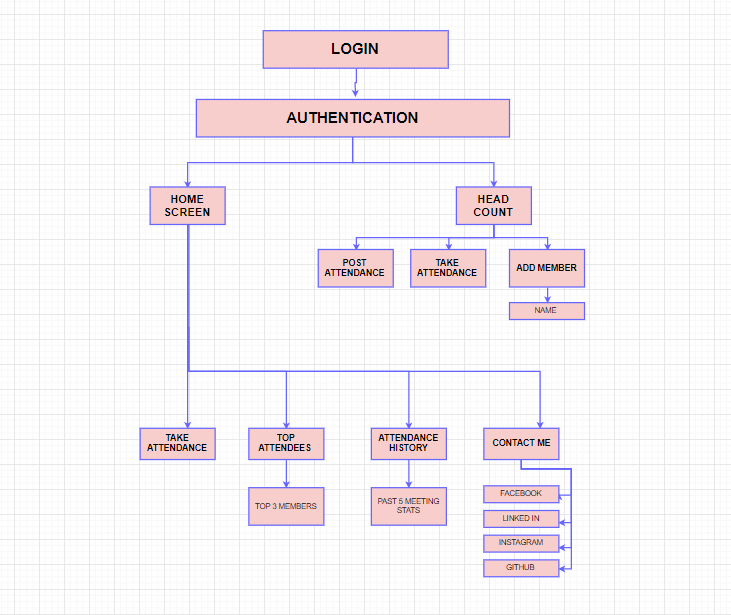 LOGIN
AUTHENTICATION
HOME
SCREEN
HEAD
COUNT
POST
ATTENDANCE
TAKE
ATTENDANCE
ADD MEMBER
NAME
TAKE
ATTENDANCE
TOP
ATTENDEES
ATTENDANCE
HISTORY
CONTACT ME
TOP 3 MEMBERS
PAST 5 MEETING
STATS
FACEBOOK
LINKED IN
INSTAGRAM
GITHUB